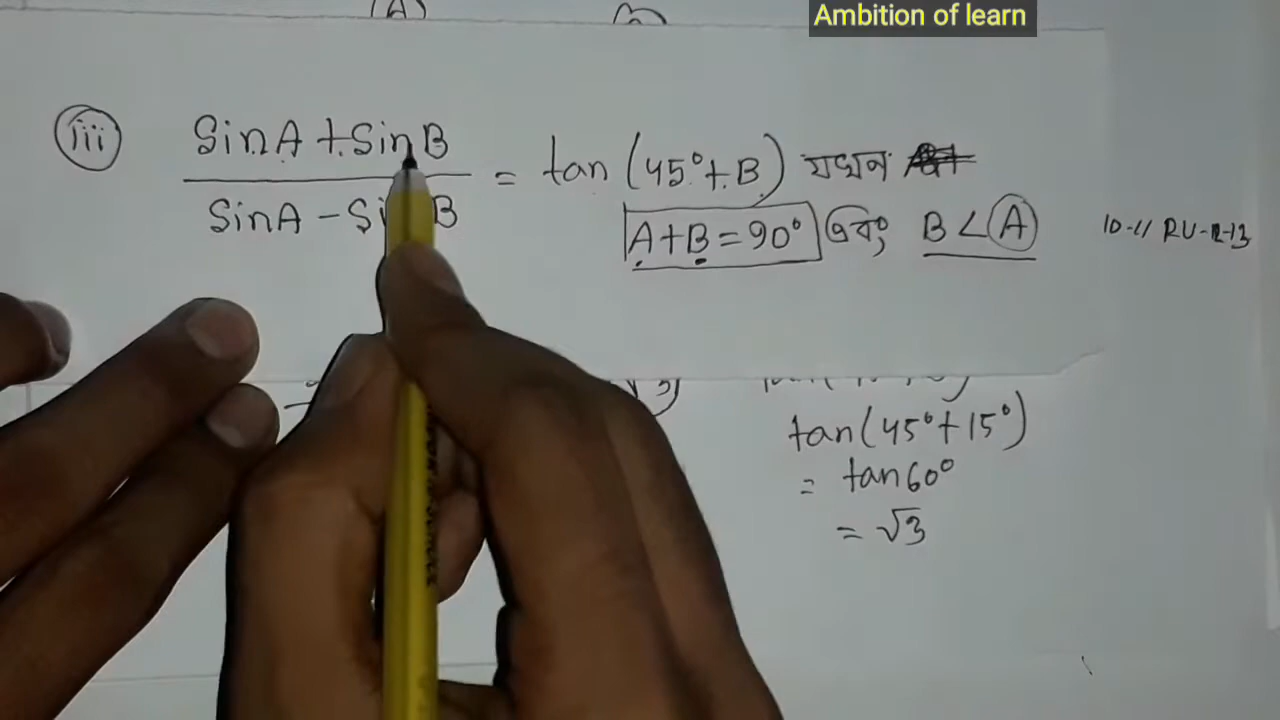 Ambition of learn
(A)
iii
SinA + SinB = tan (45° + B) যখন
SinA - Si B
A + B = 90° এবং B < A
10-11 RU-R-13
tan(45° + 15°)
= tan60°
= √3